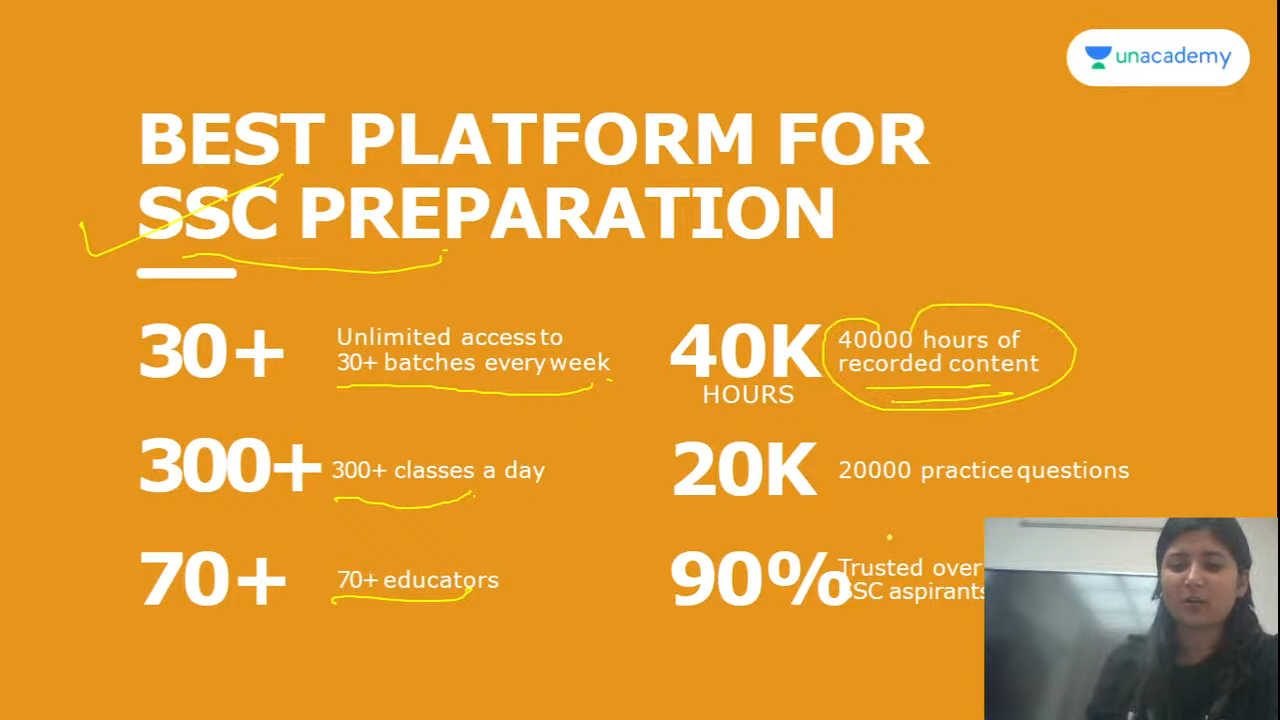 unacademy
BEST PLATFORM FOR
SSC PREPARATION
30+
Unlimited access to
30+ batches every week
40K
HOURS
40000 hours of
recorded content
300+
300+ classes a day
20K
20000 practice questions
70+
70+ educators
90%
Trusted over
SSC aspirants